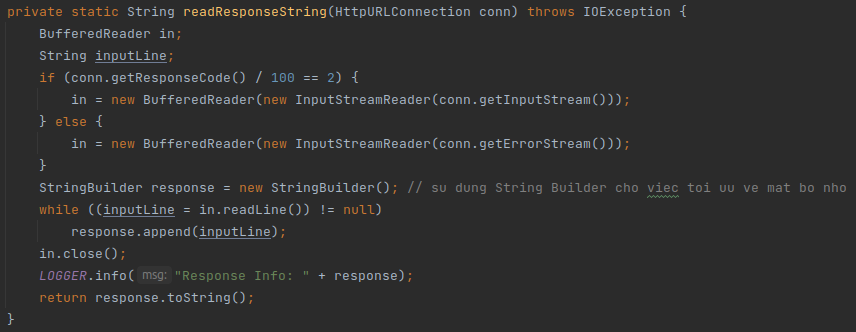 private static String readResponseString(HttpURLConnection conn) throws IOException {
    BufferedReader in;
    String inputLine;
    if (conn.getResponseCode() / 100 == 2) {
        in = new BufferedReader(new InputStreamReader(conn.getInputStream()));
    } else {
        in = new BufferedReader(new InputStreamReader(conn.getErrorStream()));
    }
    StringBuilder response = new StringBuilder(); // su dung String Builder cho viec toi uu ve mat bo nho
    while ((inputLine = in.readLine()) != null)
        response.append(inputLine);
    in.close();
    LOGGER.info( msg: "Response Info: " + response);
    return response.toString();
}